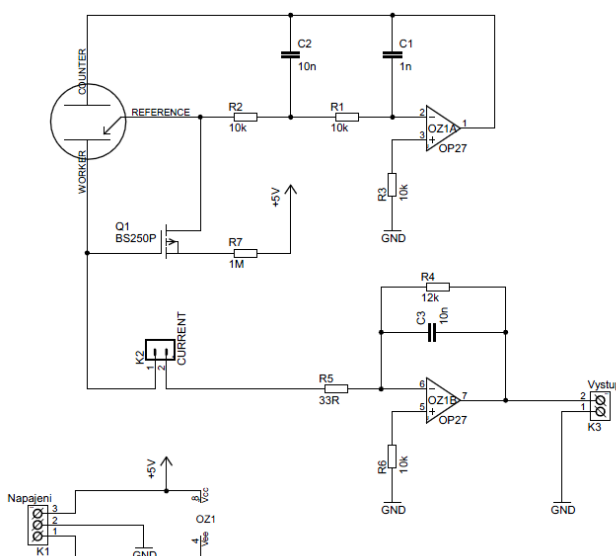 COUNTER
C2
10n
C1
1n
REFERENCE
R2
10k
R1
10k
2
1
OZ1A
3
OP27
WORKER
R3
10k
GND
+5V
Q1
BS250P
R7
1M
R4
12k
C3
10n
K2
1
2
CURRENT
R5
33R
6
7
OZ1B
5
OP27
R6
10k
GND
Vystup
2
1
K3
GND
+5V
Napajeni
3
2
1
K1
GND
8
Vcc
OZ1
4
Vee